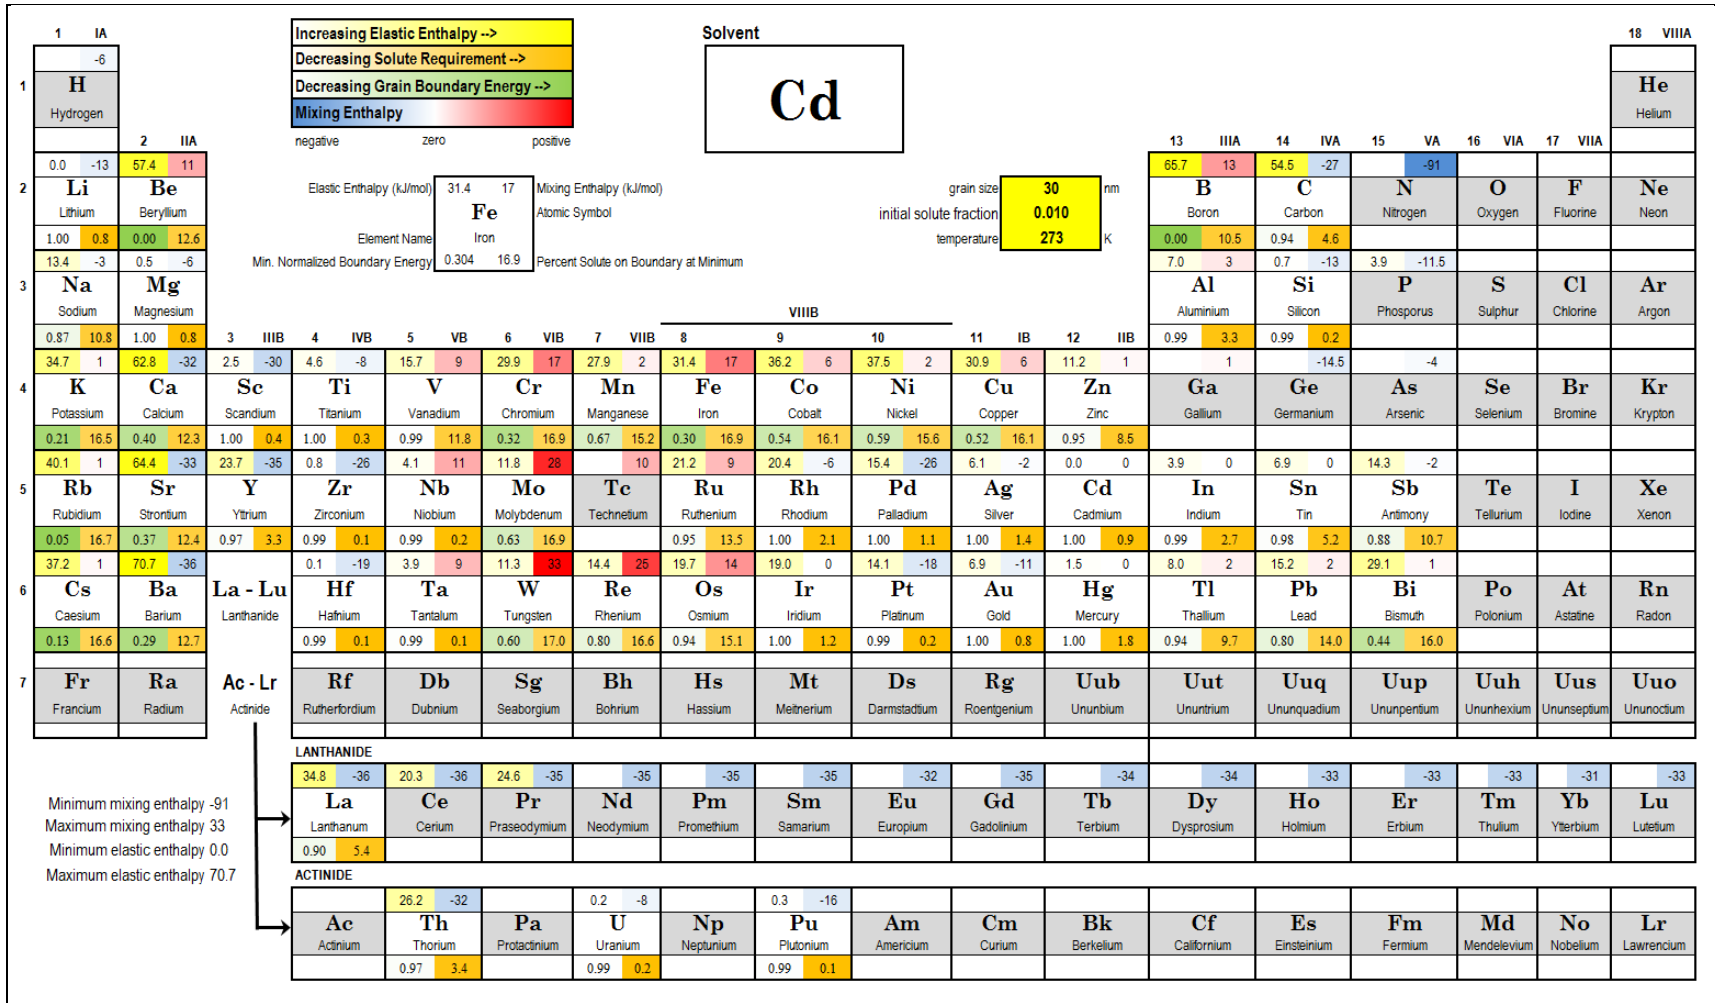 1 IA
Increasing Elastic Enthalpy -->
Solvent
18 VIIIA
-6
Decreasing Solute Requirement -->
1 H He
Decreasing Grain Boundary Energy -->
Cd
Hydrogen Helium
Mixing Enthalpy
2 IIA
negative zero positive
13 IIIA 14 IVA 15 VA 16 VIA 17 VIIA
0.0 -13 57.4 11 65.7 13 54.5 -27 -91
2 Li Be B C N O F Ne
Elastic Enthalpy (kJ/mol) 31.4 17 Mixing Enthalpy (kJ/mol)
grain size 30 nm
Lithium Beryllium Boron Carbon Nitrogen Oxygen Fluorine Neon
Fe Atomic Symbol
initial solute fraction 0.010
1.00 0.8 0.00 12.6 0.00 10.5 0.94 4.6
Element Name Iron
temperature 273 K
13.4 -3 0.5 -6 7.0 3 0.7 -13 3.9 -11.5
Min. Normalized Boundary Energy 0.304 16.9 Percent Solute on Boundary at Minimum
3 Na Mg Al Si P S Cl Ar
Sodium Magnesium Aluminium Silicon Phosporus Sulphur Chlorine Argon
VIIIB
0.87 10.8 1.00 0.8 3 IIIB 4 IVB 5 VB 6 VIB 7 VIIB 8 9 10 11 IB 12 IIB 0.99 3.3 0.99 0.2
34.7 1 62.8 -32 2.5 -30 4.6 -8 15.7 9 29.9 17 27.9 2 31.4 17 36.2 6 37.5 2 30.9 6 11.2 1 1 -14.5 -4
4 K Ca Sc Ti V Cr Mn Fe Co Ni Cu Zn Ga Ge As Se Br Kr
Potassium Calcium Scandium Titanium Vanadium Chromium Manganese Iron Cobalt Nickel Copper Zinc Gallium Germanium Arsenic Selenium Bromine Krypton
0.21 16.5 0.40 12.3 1.00 0.4 1.00 0.3 0.99 11.8 0.32 16.9 0.67 15.2 0.30 16.9 0.54 16.1 0.59 15.6 0.52 16.1 0.95 8.5
40.1 1 64.4 -33 23.7 -35 0.8 -26 4.1 11 11.8 28 10 21.2 9 20.4 -6 15.4 -26 6.1 -2 0.0 0 3.9 0 6.9 0 14.3 -2
5 Rb Sr Y Zr Nb Mo Tc Ru Rh Pd Ag Cd In Sn Sb Te I Xe
Rubidium Strontium Yttrium Zirconium Niobium Molybdenum Technetium Ruthenium Rhodium Palladium Silver Cadmium Indium Tin Antimony Tellurium Iodine Xenon
0.05 16.7 0.37 12.4 0.97 3.3 0.99 0.1 0.99 0.2 0.63 16.9 0.95 13.5 1.00 2.1 1.00 1.1 1.00 1.4 1.00 0.9 0.99 2.7 0.98 5.2 0.88 10.7
37.2 1 70.7 -36 0.1 -19 3.9 9 11.3 33 14.4 25 19.7 14 19.0 0 14.1 -18 6.9 -11 1.5 0 8.0 2 15.2 2 29.1 1
6 Cs Ba La - Lu Hf Ta W Re Os Ir Pt Au Hg Tl Pb Bi Po At Rn
Caesium Barium Lanthanide Hafnium Tantalum Tungsten Rhenium Osmium Iridium Platinum Gold Mercury Thallium Lead Bismuth Polonium Astatine Radon
0.13 16.6 0.29 12.7 0.99 0.1 0.99 0.1 0.60 17.0 0.80 16.6 0.94 15.1 1.00 1.2 0.99 0.2 1.00 0.8 1.00 1.8 0.94 9.7 0.80 14.0 0.44 16.0
7 Fr Ra Ac - Lr Rf Db Sg Bh Hs Mt Ds Rg Uub Uut Uuq Uup Uuh Uus Uuo
Francium Radium Actinide Rutherfordium Dubnium Seaborgium Bohrium Hassium Meitnerium Darmstadtium Roentgenium Ununbium Ununtrium Ununquadium Ununpentium Ununhexium Ununseptium Ununoctium
LANTHANIDE
34.8 -36 20.3 -36 24.6 -35 -35 -35 -35 -32 -35 -34 -34 -33 -33 -33 -31 -33
La Ce Pr Nd Pm Sm Eu Gd Tb Dy Ho Er Tm Yb Lu
Lanthanum Cerium Praseodymium Neodymium Promethium Samarium Europium Gadolinium Terbium Dysprosium Holmium Erbium Thulium Ytterbium Lutetium
0.90 5.4
Minimum mixing enthalpy -91
Maximum mixing enthalpy 33
Minimum elastic enthalpy 0.0
Maximum elastic enthalpy 70.7
ACTINIDE
26.2 -32 0.2 -8 0.3 -16
Ac Th Pa U Np Pu Am Cm Bk Cf Es Fm Md No Lr
Actinium Thorium Protactinium Uranium Neptunium Plutonium Americium Curium Berkelium Californium Einsteinium Fermium Mendelevium Nobelium Lawrencium
0.97 3.4 0.99 0.2 0.99 0.1